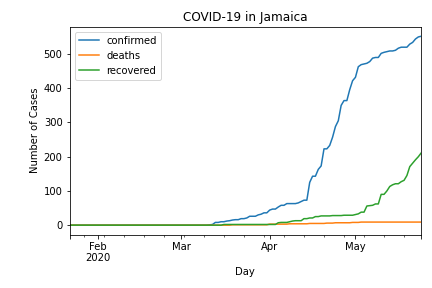 COVID-19 in Jamaica
confirmed
deaths
recovered
500
400
300
200
100
0
Number of Cases
Feb
2020
Mar
Apr
May
Day